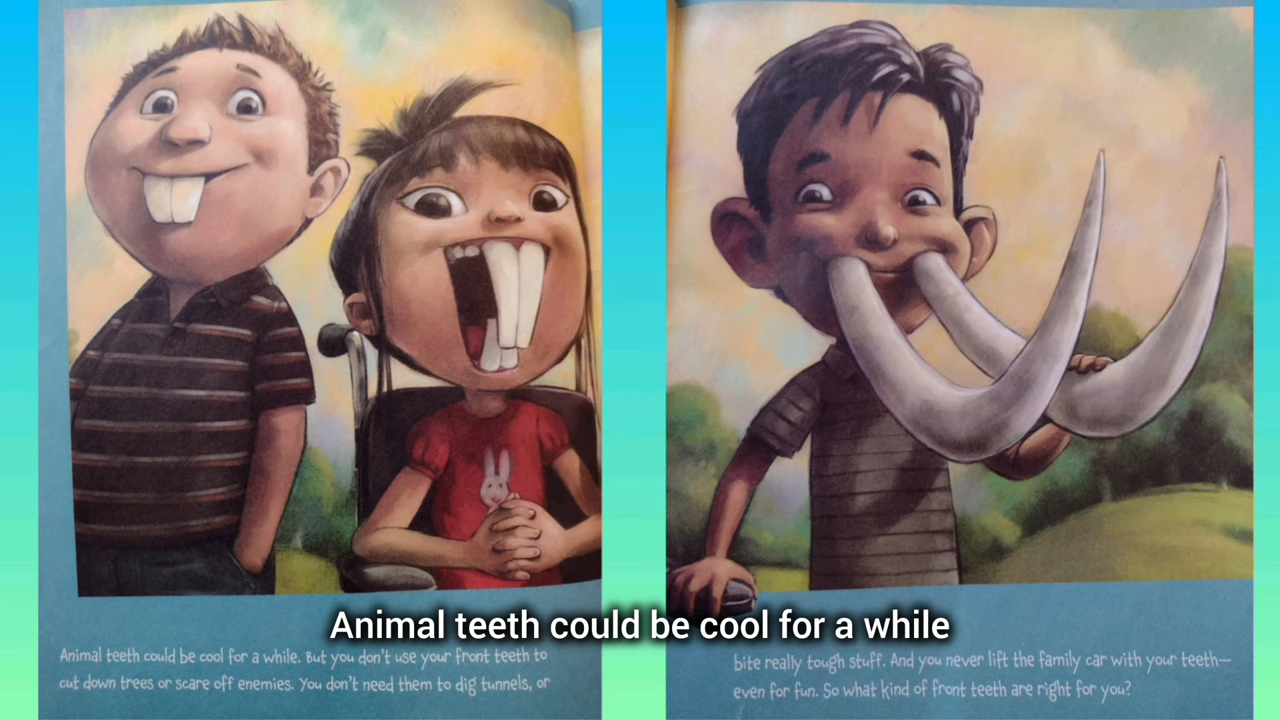 Animal teeth could be cool for a while
Animal teeth could be cool for a while. But you don't use your front teeth to
cut down trees or scare off enemies. You don't need them to dig tunnels, or
bite really tough stuff. And you never lift the family car with your teeth—
even for fun. So what kind of front teeth are right for you?